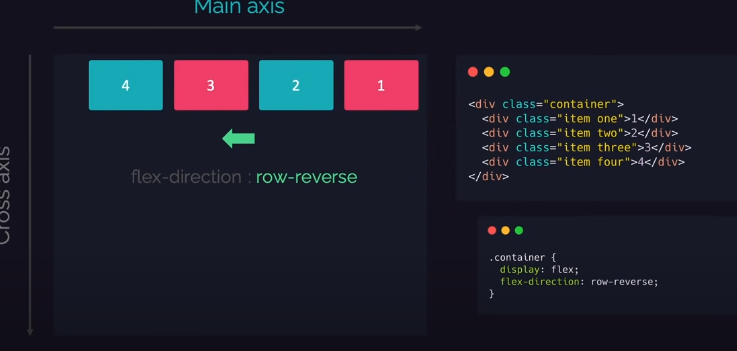 Main axis
Cross axis
4 3 2 1
flex-direction : row-reverse
<div class="container">
<div class="item one">1</div>
<div class="item two">2</div>
<div class="item three">3</div>
<div class="item four">4</div>
</div>
.container {
display: flex;
flex-direction: row-reverse;
}